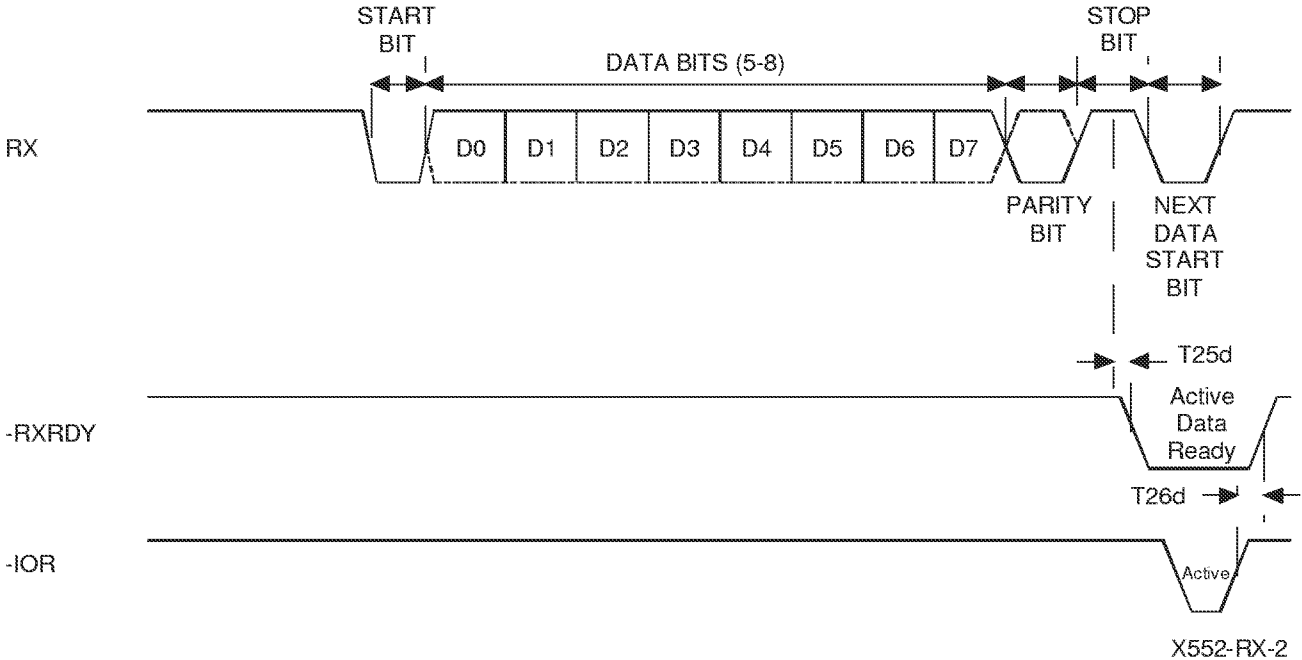 START
BIT
STOP
BIT
DATA BITS (5-8)
RX
D0 D1 D2 D3 D4 D5 D6 D7
PARITY
BIT
NEXT
DATA
START
BIT
T25d
-RXRDY
Active
Data
Ready
T26d
-IOR
Active
X552-RX-2